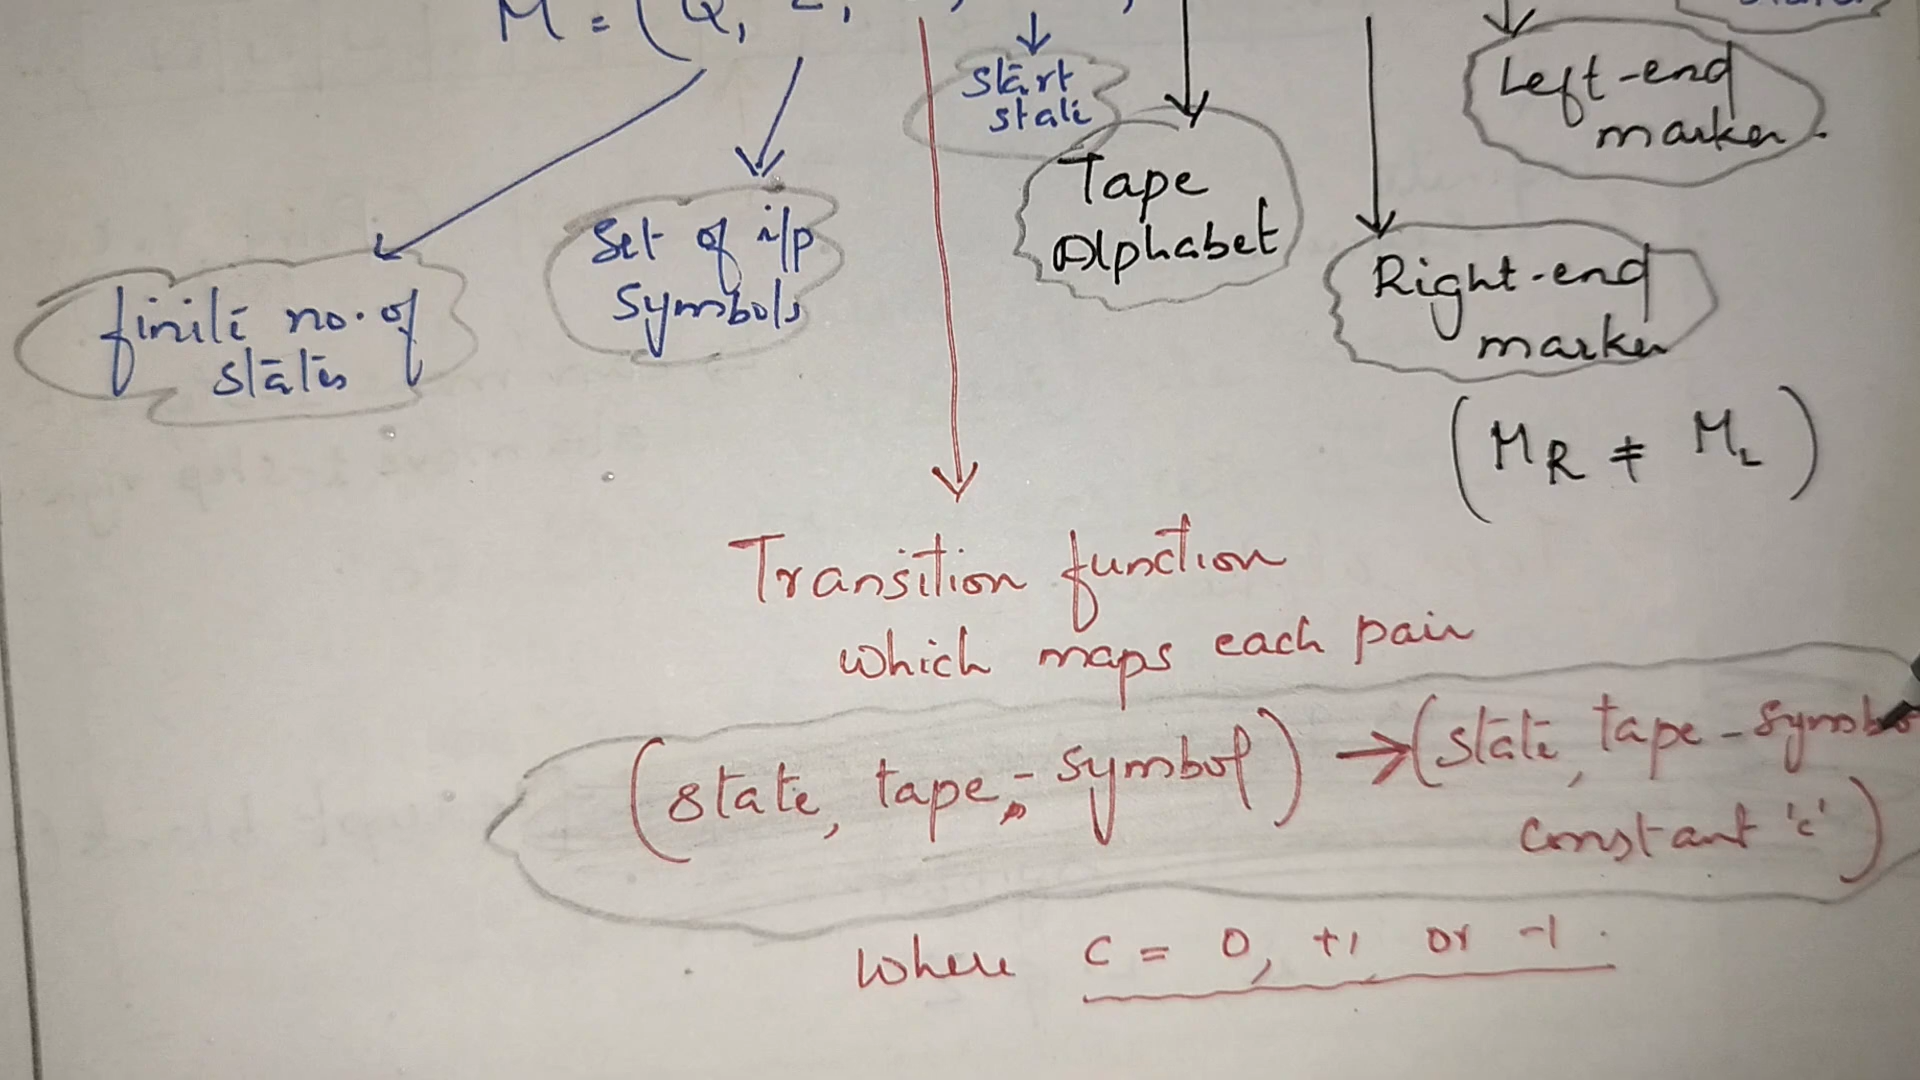 M = (Q, Σ,
start
state
Left-end
marker.
Tape
Alphabet
Set of i/p
Symbols
Right-end
marker
finite no. of
states
(M_R ≠ M_L)
Transition function
which maps each pair
(state, tape-symbol) → (state, tape-symbol
constant 'c')
Where c = 0, +1 or -1.